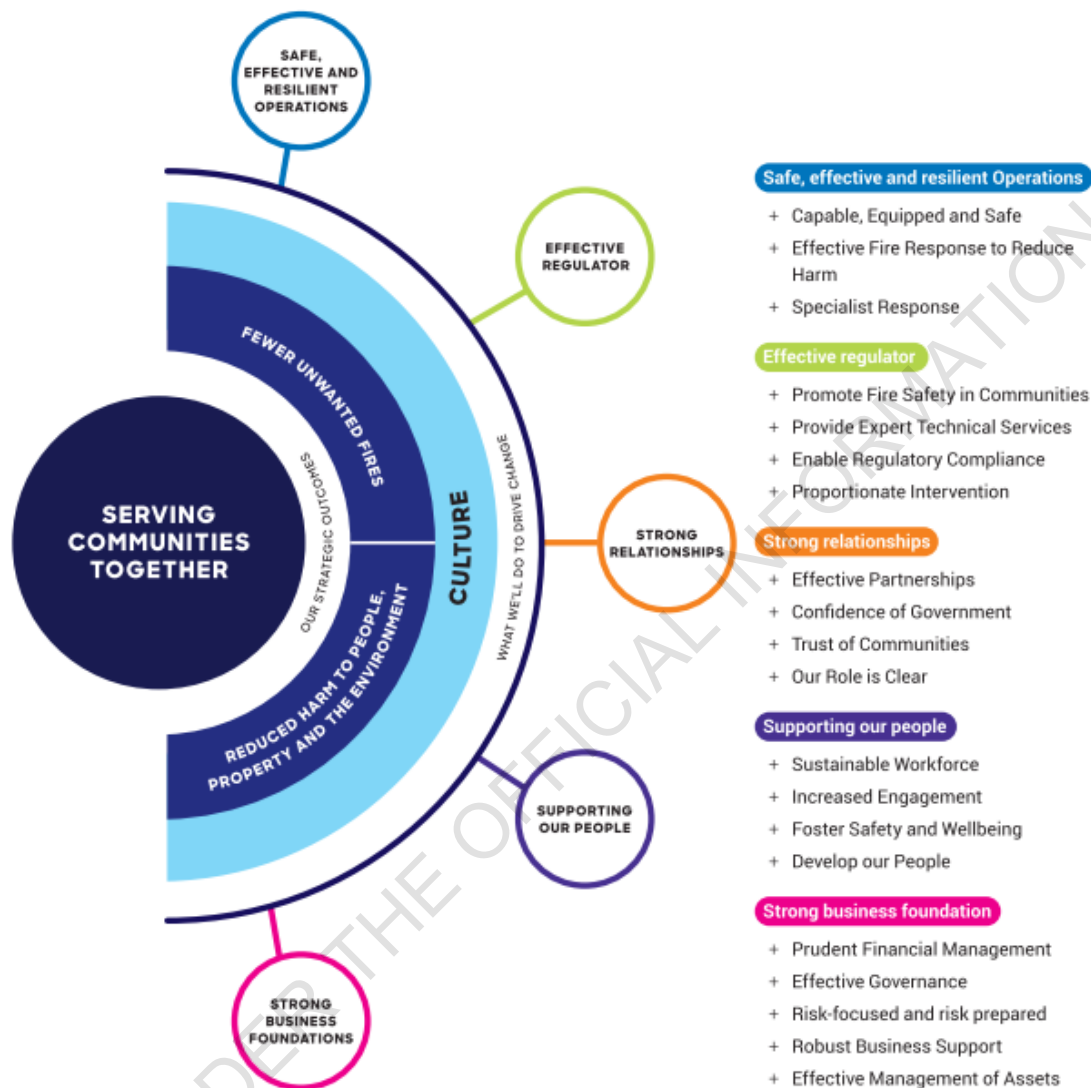 SAFE,
EFFECTIVE AND
RESILIENT
OPERATIONS
EFFECTIVE
REGULATOR
STRONG
RELATIONSHIPS
SUPPORTING
OUR PEOPLE
STRONG
BUSINESS
FOUNDATIONS
SERVING
COMMUNITIES
TOGETHER
OUR STRATEGIC OUTCOMES
FEWER UNWANTED FIRES
REDUCED HARM TO PEOPLE,
PROPERTY AND THE ENVIRONMENT
CULTURE
WHAT WE'LL DO TO DRIVE CHANGE
Safe, effective and resilient Operations
+ Capable, Equipped and Safe
+ Effective Fire Response to Reduce
Harm
+ Specialist Response
Effective regulator
+ Promote Fire Safety in Communities
+ Provide Expert Technical Services
+ Enable Regulatory Compliance
+ Proportionate Intervention
Strong relationships
+ Effective Partnerships
+ Confidence of Government
+ Trust of Communities
+ Our Role is Clear
Supporting our people
+ Sustainable Workforce
+ Increased Engagement
+ Foster Safety and Wellbeing
+ Develop our People
Strong business foundation
+ Prudent Financial Management
+ Effective Governance
+ Risk-focused and risk prepared
+ Robust Business Support
+ Effective Management of Assets
THE OFFICIAL INFORMATION